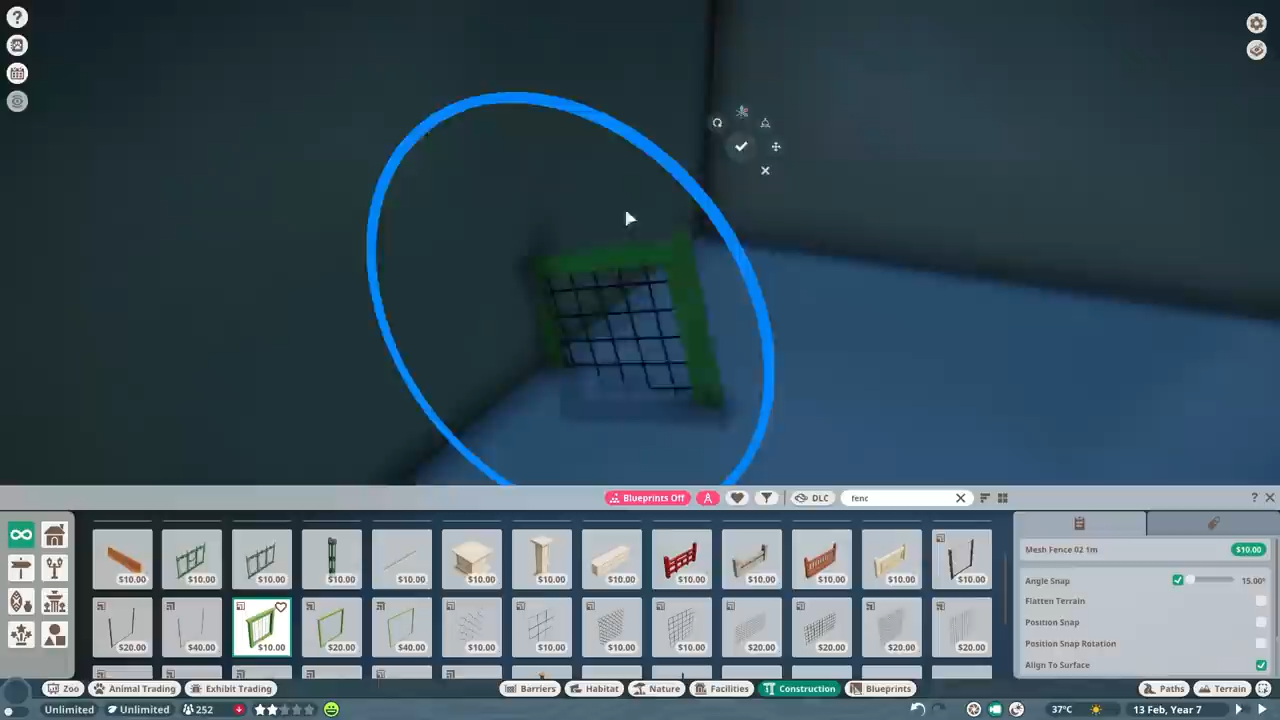 Blueprints Off
DLC
fenc
?
$10.00 $10.00 $10.00 $10.00 $40.00 $10.00 $10.00 $10.00 $10.00 $10.00 $10.00 $10.00 $10.00
$20.00 $40.00 $10.00 $20.00 $40.00 $10.00 $10.00 $10.00 $10.00 $20.00 $20.00 $20.00 $10.00
Mesh Fence 02 1m $10.00
Angle Snap 15.00°
Flatten Terrain
Position Snap
Position Snap Rotation
Align To Surface
Zoo Animal Trading Exhibit Trading Barriers Habitat Nature Facilities Construction Blueprints Paths Terrain
Unlimited Unlimited 252 37°C 13 Feb, Year 7